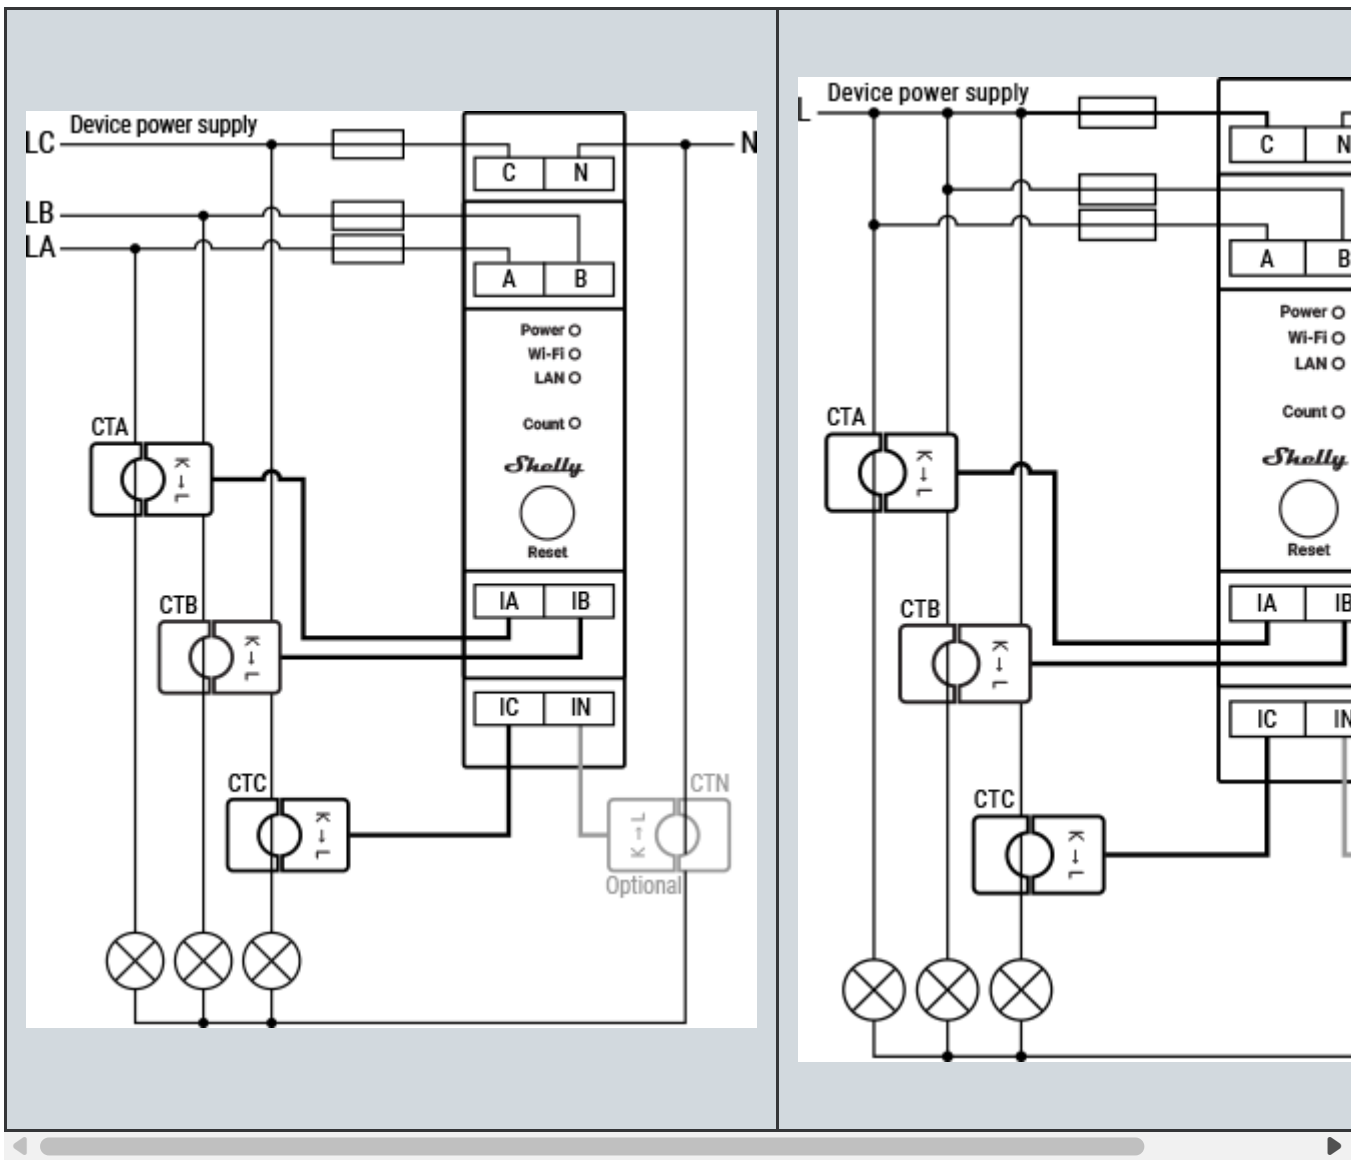 Device power supply
LC
N
C
N
LB
LA
A
B
Power
Wi-Fi
LAN
Count
Shelly
Reset
CTA
K → L
IA
IB
CTB
K → L
IC
IN
CTC
K → L
CTN
K → L
Optional
Device power supply
L
C
N
A
B
Power
Wi-Fi
LAN
Count
Shelly
Reset
CTA
K → L
IA
IB
CTB
K → L
IC
IN
CTC
K → L